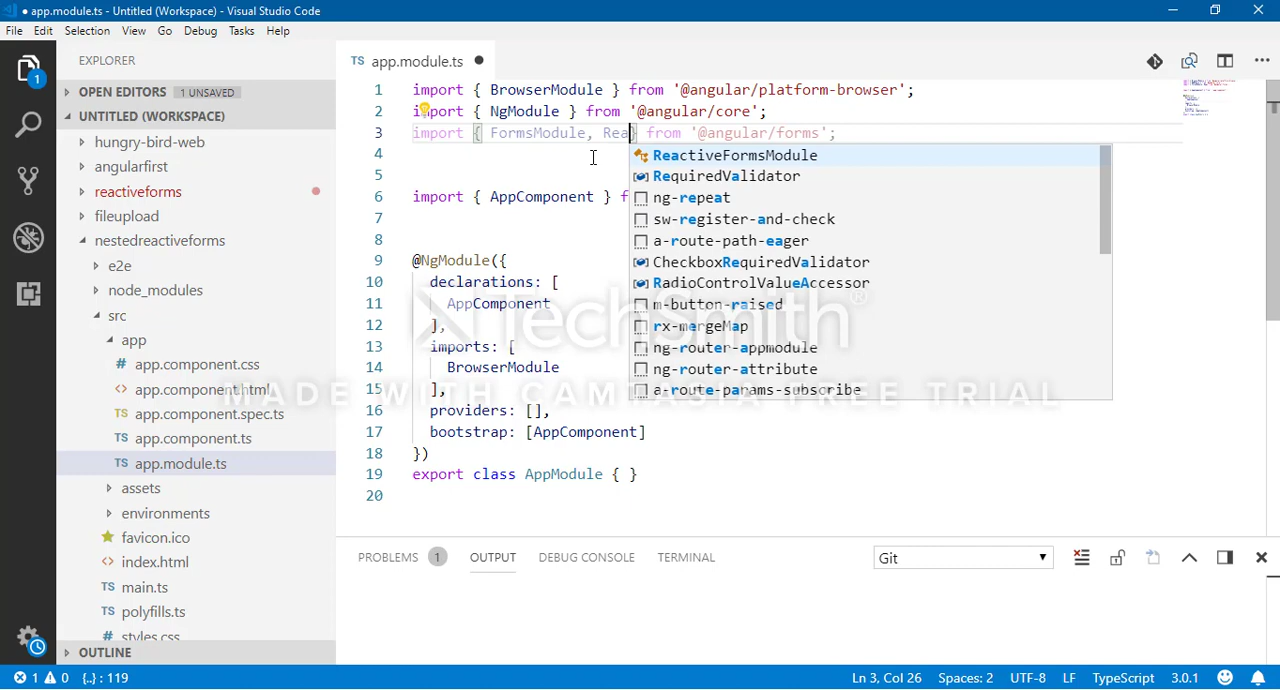 ● app.module.ts - Untitled (Workspace) - Visual Studio Code
File Edit Selection View Go Debug Tasks Help
EXPLORER
OPEN EDITORS 1 UNSAVED
UNTITLED (WORKSPACE)
hungry-bird-web
angularfirst
reactiveforms
fileupload
nestedreactiveforms
e2e
node_modules
src
app
# app.component.css
<> app.component.html
TS app.component.spec.ts
TS app.component.ts
TS app.module.ts
assets
environments
favicon.ico
<> index.html
TS main.ts
TS polyfills.ts
styles.css
OUTLINE
1
TS app.module.ts ●
1 import { BrowserModule } from '@angular/platform-browser';
2 import { NgModule } from '@angular/core';
3 import { FormsModule, Rea} from '@angular/forms';
4
5
6 import { AppComponent } f
7
8
9 @NgModule({
10 declarations: [
11 AppComponent
12 ],
13 imports: [
14 BrowserModule
15 ],
16 providers: [],
17 bootstrap: [AppComponent]
18 })
19 export class AppModule { }
20
ReactiveFormsModule
RequiredValidator
ng-repeat
sw-register-and-check
a-route-path-eager
CheckboxRequiredValidator
RadioControlValueAccessor
m-button-raised
rx-mergeMap
ng-router-appmodule
ng-router-attribute
a-route-params-subscribe
TechSmith®
MADE WITH CAMTASIA FREE TRIAL
PROBLEMS 1 OUTPUT DEBUG CONSOLE TERMINAL Git
1 0 {..} : 119 Ln 3, Col 26 Spaces: 2 UTF-8 LF TypeScript 3.0.1